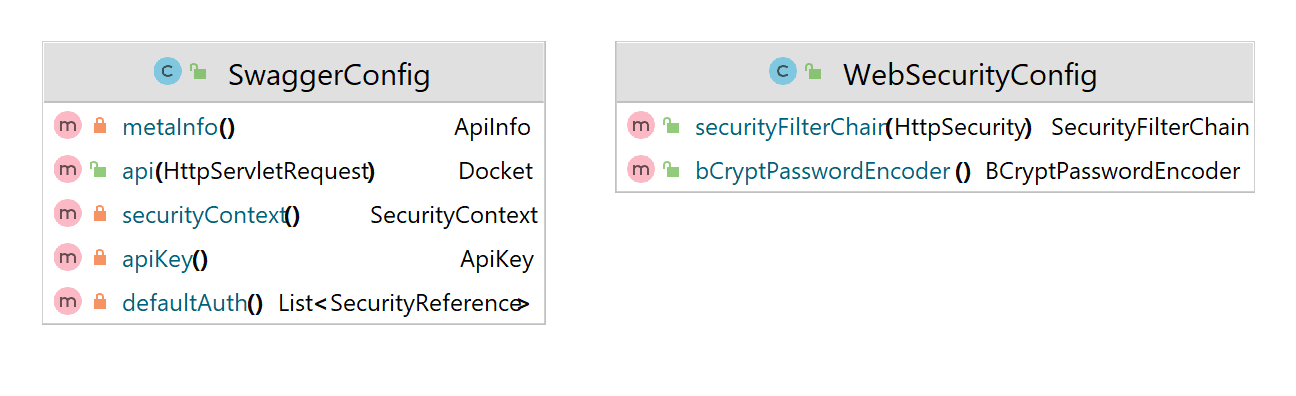 SwaggerConfig
metaInfo() ApiInfo
api(HttpServletRequest) Docket
securityContext() SecurityContext
apiKey() ApiKey
defaultAuth() List<SecurityReference>
WebSecurityConfig
securityFilterChain(HttpSecurity) SecurityFilterChain
bCryptPasswordEncoder() BCryptPasswordEncoder